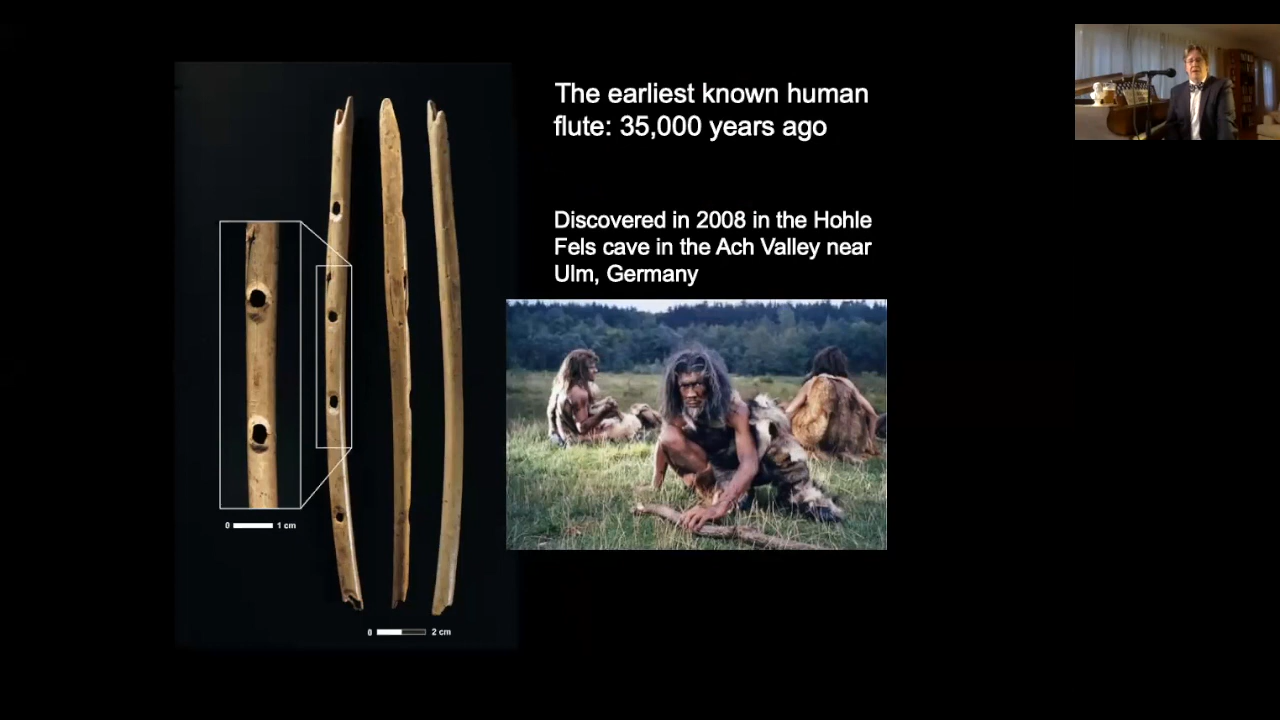 The earliest known human
flute: 35,000 years ago
Discovered in 2008 in the Hohle
Fels cave in the Ach Valley near
Ulm, Germany
0 1 cm
0 2 cm